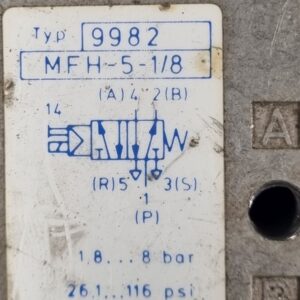 Typ 9982
MFH-5-1/8
(A) 4 2 (B)
14
(R) 5 3 (S)
1
(P)
1,8...8 bar
26.1...116 psi
A